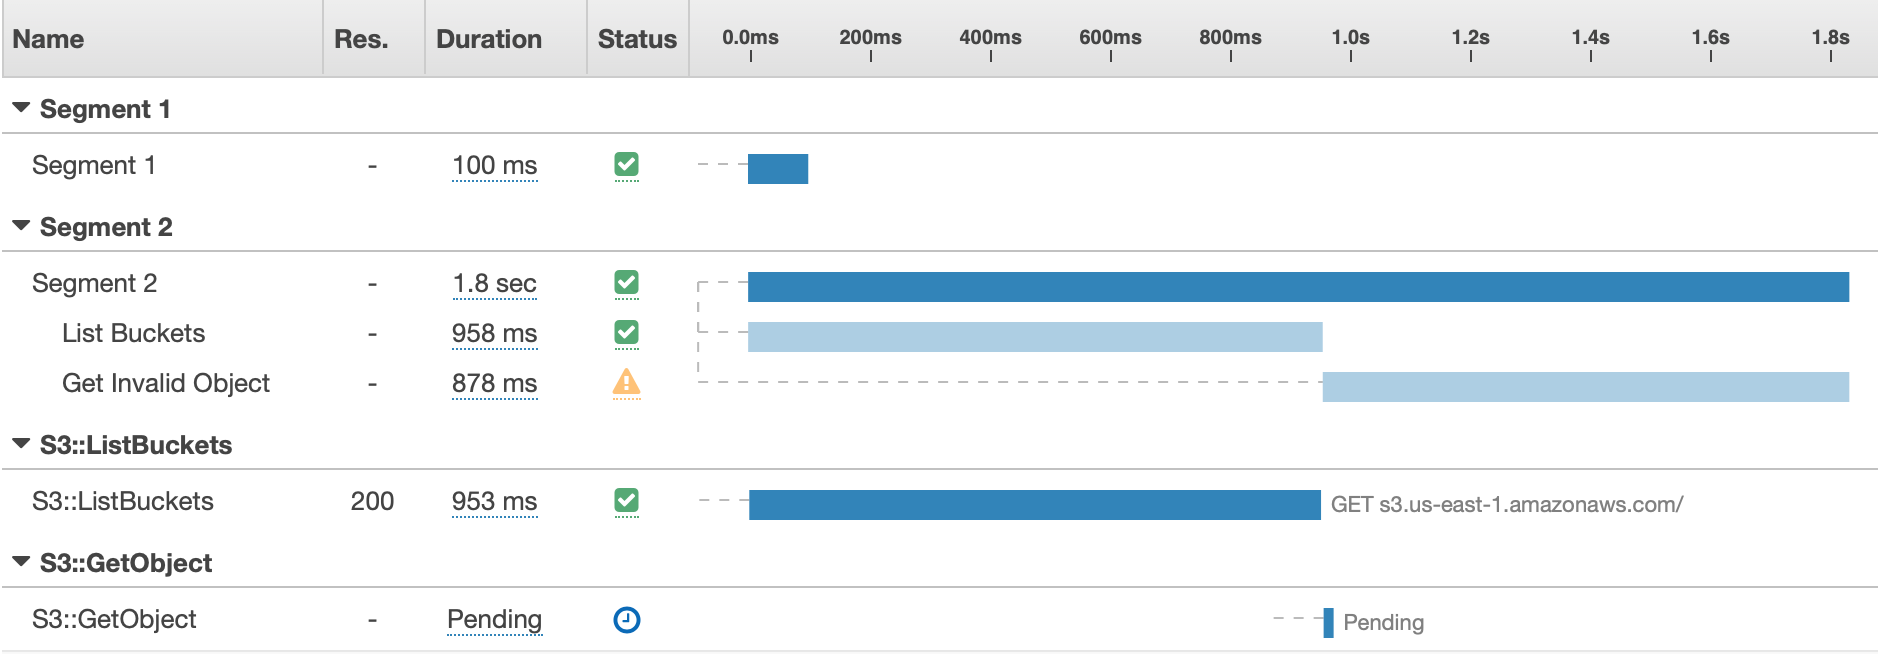 Name Res. Duration Status 0.0ms 200ms 400ms 600ms 800ms 1.0s 1.2s 1.4s 1.6s 1.8s
Segment 1
Segment 1 - 100 ms
Segment 2
Segment 2 - 1.8 sec
List Buckets - 958 ms
Get Invalid Object - 878 ms
S3::ListBuckets
S3::ListBuckets 200 953 ms GET s3.us-east-1.amazonaws.com/
S3::GetObject
S3::GetObject - Pending Pending